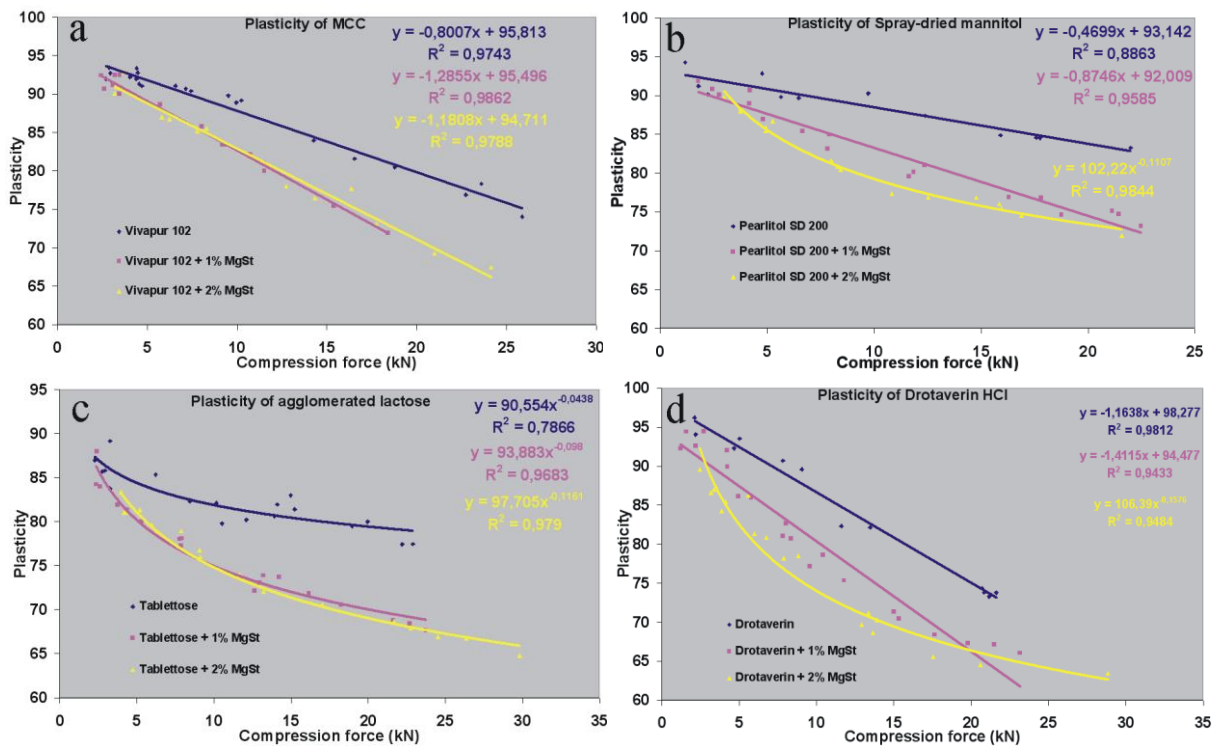 a
Plasticity of MCC
y = -0,8007x + 95,813
R² = 0,9743
y = -1,2855x + 95,496
R² = 0,9862
y = -1,1808x + 94,711
R² = 0,9788
Plasticity
100
95
90
85
80
75
70
65
60
Vivapur 102
Vivapur 102 + 1% MgSt
Vivapur 102 + 2% MgSt
0 5 10 15 20 25 30
Compression force (kN)
b
Plasticity of Spray-dried mannitol
y = -0,4699x + 93,142
R² = 0,8863
y = -0,8746x + 92,009
R² = 0,9585
y = 102,22x^-0,1107
R² = 0,9844
Plasticity
100
95
90
85
80
75
70
65
60
Pearlitol SD 200
Pearlitol SD 200 + 1% MgSt
Pearlitol SD 200 + 2% MgSt
0 5 10 15 20 25
Compression force (kN)
c
Plasticity of agglomerated lactose
y = 90,554x^-0,0438
R² = 0,7866
y = 93,883x^-0,098
R² = 0,9683
y = 97,705x^-0,1161
R² = 0,979
Plasticity
95
90
85
80
75
70
65
60
Tablettose
Tablettose + 1% MgSt
Tablettose + 2% MgSt
0 5 10 15 20 25 30 35
Compression force (kN)
d
Plasticity of Drotaverin HCl
y = -1,1638x + 98,277
R² = 0,9812
y = -1,4115x + 94,477
R² = 0,9433
y = 106,39x^-0,1576
R² = 0,9484
Plasticity
100
95
90
85
80
75
70
65
60
Drotaverin
Drotaverin + 1% MgSt
Drotaverin + 2% MgSt
0 5 10 15 20 25 30 35
Compression force (kN)